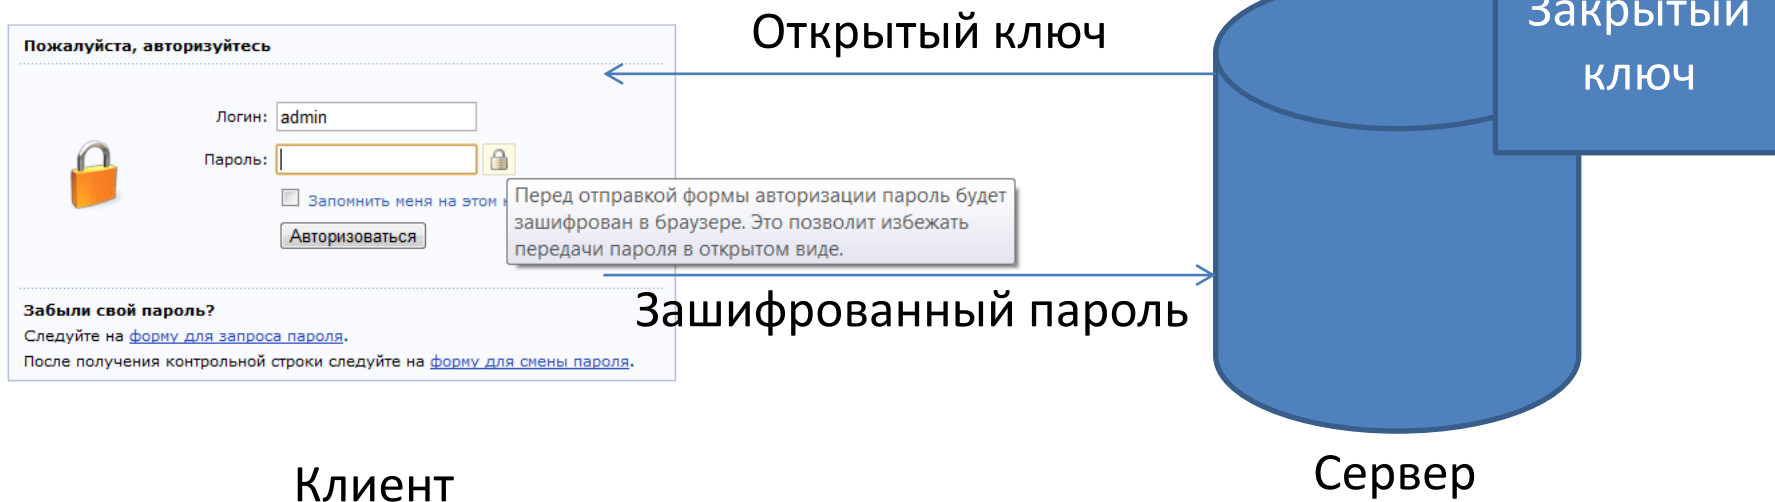 Открытый ключ
Закрытый
ключ
Пожалуйста, авторизуйтесь
Логин: admin
Пароль:
Запомнить меня на этом
Перед отправкой формы авторизации пароль будет
зашифрован в браузере. Это позволит избежать
передачи пароля в открытом виде.
Авторизоваться
Зашифрованный пароль
Забыли свой пароль?
Следуйте на форму для запроса пароля.
После получения контрольной строки следуйте на форму для смены пароля.
Клиент
Сервер